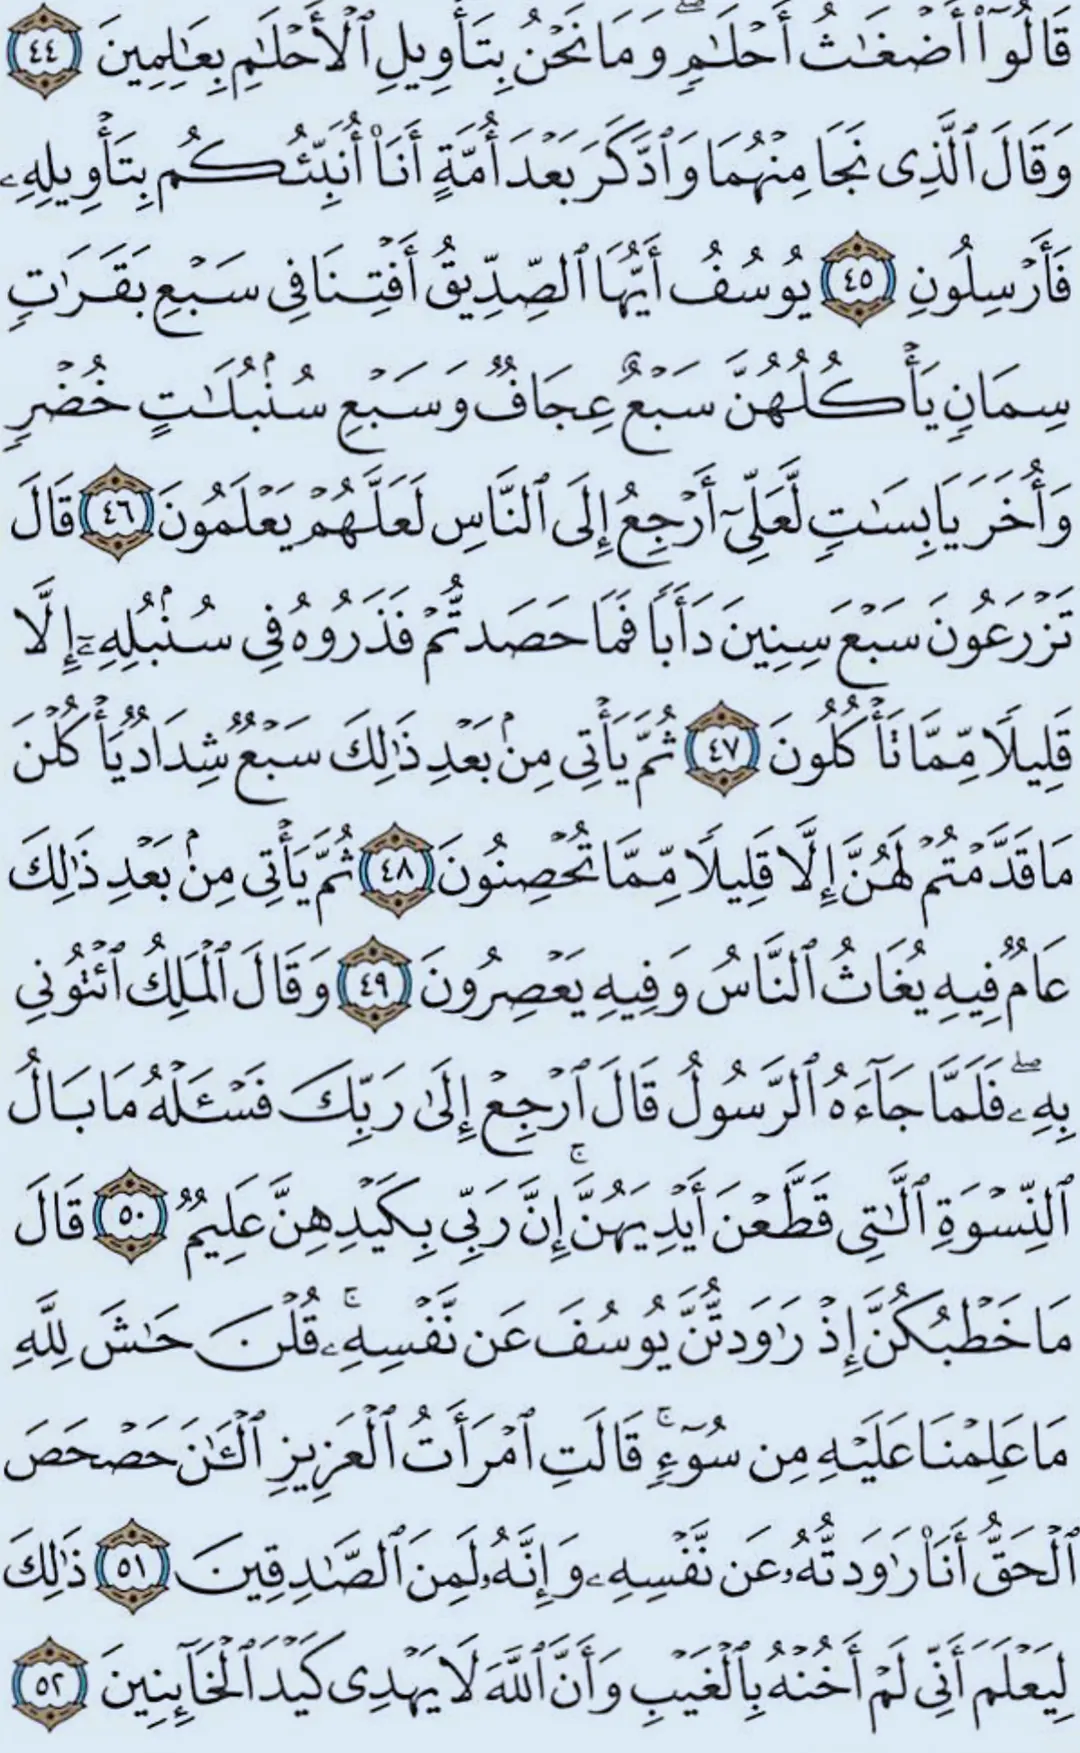 قَالُوٓا۟ أَضْغَـٰثُ أَحْلَـٰمٍۢ ۖ وَمَا نَحْنُ بِتَأْوِيلِ ٱلْأَحْلَـٰمِ بِعَـٰلِمِينَ ٤٤
وَقَالَ ٱلَّذِى نَجَا مِنْهُمَا وَٱدَّكَرَ بَعْدَ أُمَّةٍ أَنَا۠ أُنَبِّئُكُم بِتَأْوِيلِهِۦ
فَأَرْسِلُونِ ٤٥ يُوسُفُ أَيُّهَا ٱلصِّدِّيقُ أَفْتِنَا فِى سَبْعِ بَقَرَٰتٍۢ
سِمَانٍۢ يَأْكُلُهُنَّ سَبْعٌ عِجَافٌۭ وَسَبْعِ سُنۢبُلَـٰتٍ خُضْرٍۢ
وَأُخَرَ يَابِسَـٰتٍۢ لَّعَلِّىٓ أَرْجِعُ إِلَى ٱلنَّاسِ لَعَلَّهُمْ يَعْلَمُونَ ٤٦ قَالَ
تَزْرَعُونَ سَبْعَ سِنِينَ دَأَبًۭا فَمَا حَصَدتُّمْ فَذَرُوهُ فِى سُنۢبُلِهِۦٓ إِلَّا
قَلِيلًۭا مِّمَّا تَأْكُلُونَ ٤٧ ثُمَّ يَأْتِى مِنۢ بَعْدِ ذَٰلِكَ سَبْعٌۭ شِدَادٌۭ يَأْكُلْنَ
مَا قَدَّمْتُمْ لَهُنَّ إِلَّا قَلِيلًۭا مِّمَّا تُحْصِنُونَ ٤٨ ثُمَّ يَأْتِى مِنۢ بَعْدِ ذَٰلِكَ
عَامٌۭ فِيهِ يُغَاثُ ٱلنَّاسُ وَفِيهِ يَعْصِرُونَ ٤٩ وَقَالَ ٱلْمَلِكُ ٱئْتُونِى
بِهِۦ ۖ فَلَمَّا جَآءَهُ ٱلرَّسُولُ قَالَ ٱرْجِعْ إِلَىٰ رَبِّكَ فَسْـَٔلْهُ مَا بَالُ
ٱلنِّسْوَةِ ٱلَّـٰتِى قَطَّعْنَ أَيْدِيَهُنَّ ۚ إِنَّ رَبِّى بِكَيْدِهِنَّ عَلِيمٌۭ ٥٠ قَالَ
مَا خَطْبُكُنَّ إِذْ رَٰوَدتُّنَّ يُوسُفَ عَن نَّفْسِهِۦ ۚ قُلْنَ حَـٰشَ لِلَّهِ
مَا عَلِمْنَا عَلَيْهِ مِن سُوٓءٍۢ ۚ قَالَتِ ٱمْرَأَتُ ٱلْعَزِيزِ ٱلْـَٔـٰنَ حَصْحَصَ
ٱلْحَقُّ أَنَا۠ رَٰوَدتُّهُۥ عَن نَّفْسِهِۦ وَإِنَّهُۥ لَمِنَ ٱلصَّـٰدِقِينَ ٥١ ذَٰلِكَ
لِيَعْلَمَ أَنِّى لَمْ أَخُنْهُ بِٱلْغَيْبِ وَأَنَّ ٱللَّهَ لَا يَهْدِى كَيْدَ ٱلْخَآئِنِينَ ٥٢